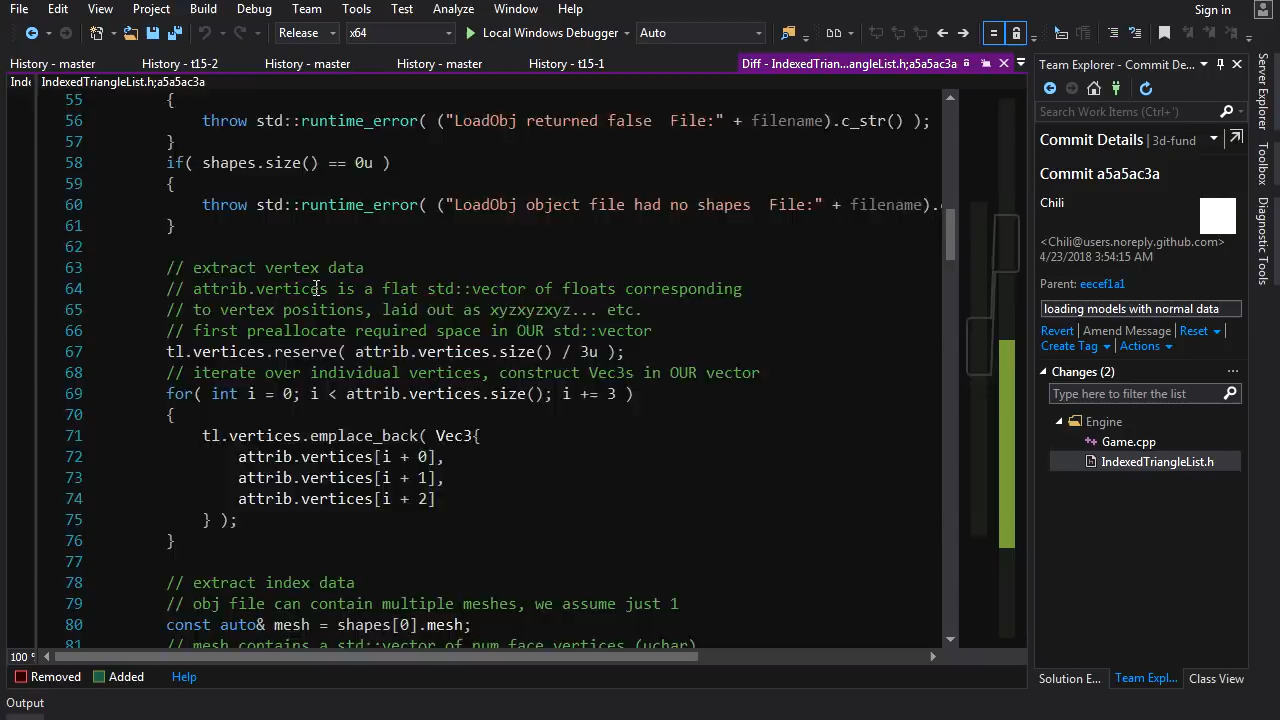 File Edit View Project Build Debug Team Tools Test Analyze Window Help Sign in
Release x64 Local Windows Debugger Auto
History - master History - t15-2 History - master History - master History - t15-1 Diff - IndexedTrian...angleList.h;a5a5ac3a
Inde IndexedTriangleList.h;a5a5ac3a
55 {
56 throw std::runtime_error( ("LoadObj returned false File:" + filename).c_str() );
57 }
58 if( shapes.size() == 0u )
59 {
60 throw std::runtime_error( ("LoadObj object file had no shapes File:" + filename).
61 }
62
63 // extract vertex data
64 // attrib.vertices is a flat std::vector of floats corresponding
65 // to vertex positions, laid out as xyzxyzxyz... etc.
66 // first preallocate required space in OUR std::vector
67 tl.vertices.reserve( attrib.vertices.size() / 3u );
68 // iterate over individual vertices, construct Vec3s in OUR vector
69 for( int i = 0; i < attrib.vertices.size(); i += 3 )
70 {
71 tl.vertices.emplace_back( Vec3{
72 attrib.vertices[i + 0],
73 attrib.vertices[i + 1],
74 attrib.vertices[i + 2]
75 } );
76 }
77
78 // extract index data
79 // obj file can contain multiple meshes, we assume just 1
80 const auto& mesh = shapes[0].mesh;
81 // mesh contains a std::vector of num_face_vertices (uchar)
100 %
Removed Added Help
Output
Team Explorer - Commit De...
Search Work Items (Ctrl+')
Commit Details 3d-fund
Commit a5a5ac3a
Chili
<Chili@users.noreply.github.com>
4/23/2018 3:54:15 AM
Parent: eecef1a1
loading models with normal data
Revert Amend Message Reset
Create Tag Actions
Changes (2)
Type here to filter the list
Engine
Game.cpp
IndexedTriangleList.h
Solution E... Team Expl... Class View
Server Explorer
Toolbox
Diagnostic Tools